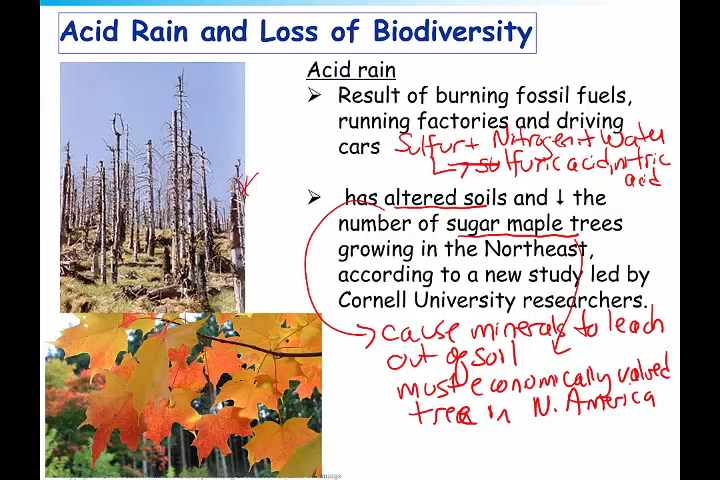 Acid Rain and Loss of Biodiversity
Acid rain
➢ Result of burning fossil fuels,
running factories and driving
cars
Sulfur + Nitrogen + Water
↳ sulfuric acid, nitric
acid
➢ has altered soils and ↓ the
number of sugar maple trees
growing in the Northeast,
according to a new study led by
Cornell University researchers.
cause minerals to leach
out of soil
most economically valued
tree in N. America